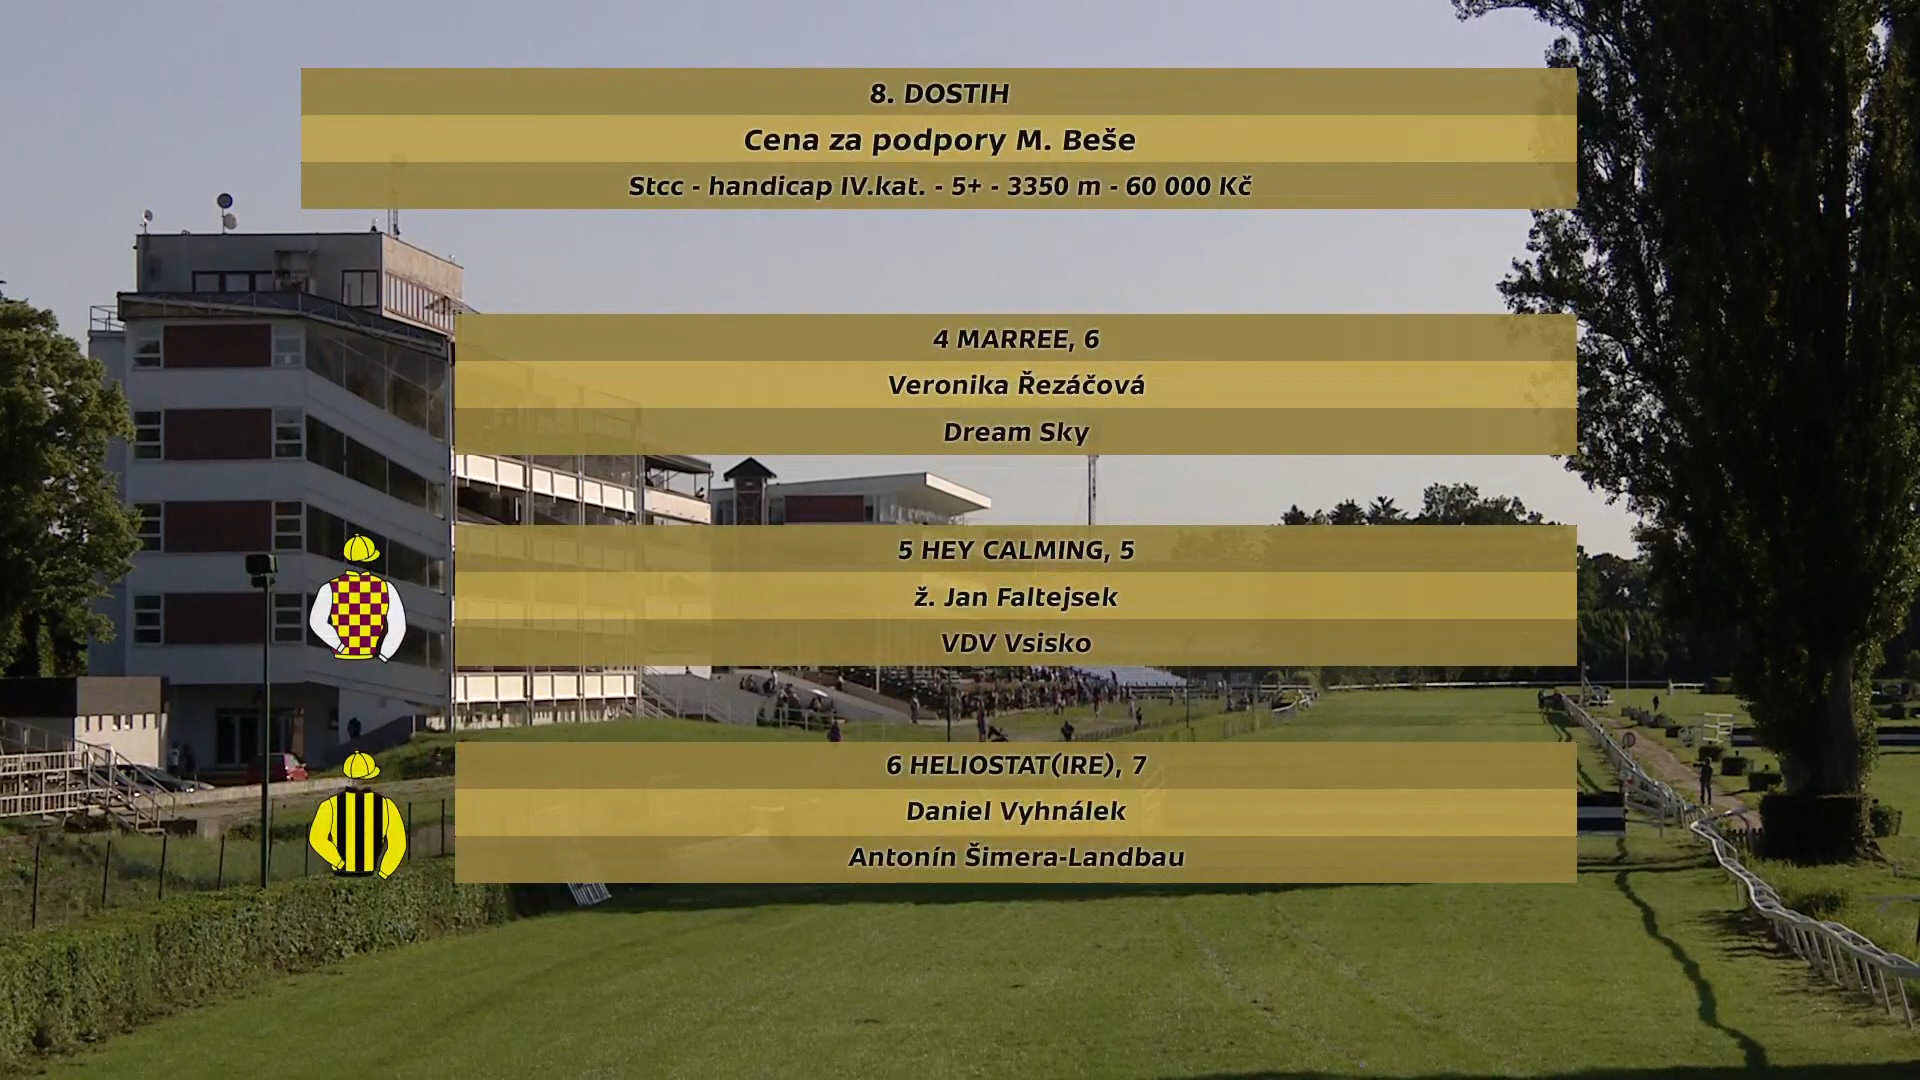 8. DOSTIH
Cena za podpory M. Beše
Stcc - handicap IV.kat. - 5+ - 3350 m - 60 000 Kč
4 MARREE, 6
Veronika Řezáčová
Dream Sky
5 HEY CALMING, 5
ž. Jan Faltejsek
VDV Vsisko
6 HELIOSTAT(IRE), 7
Daniel Vyhnálek
Antonín Šimera-Landbau